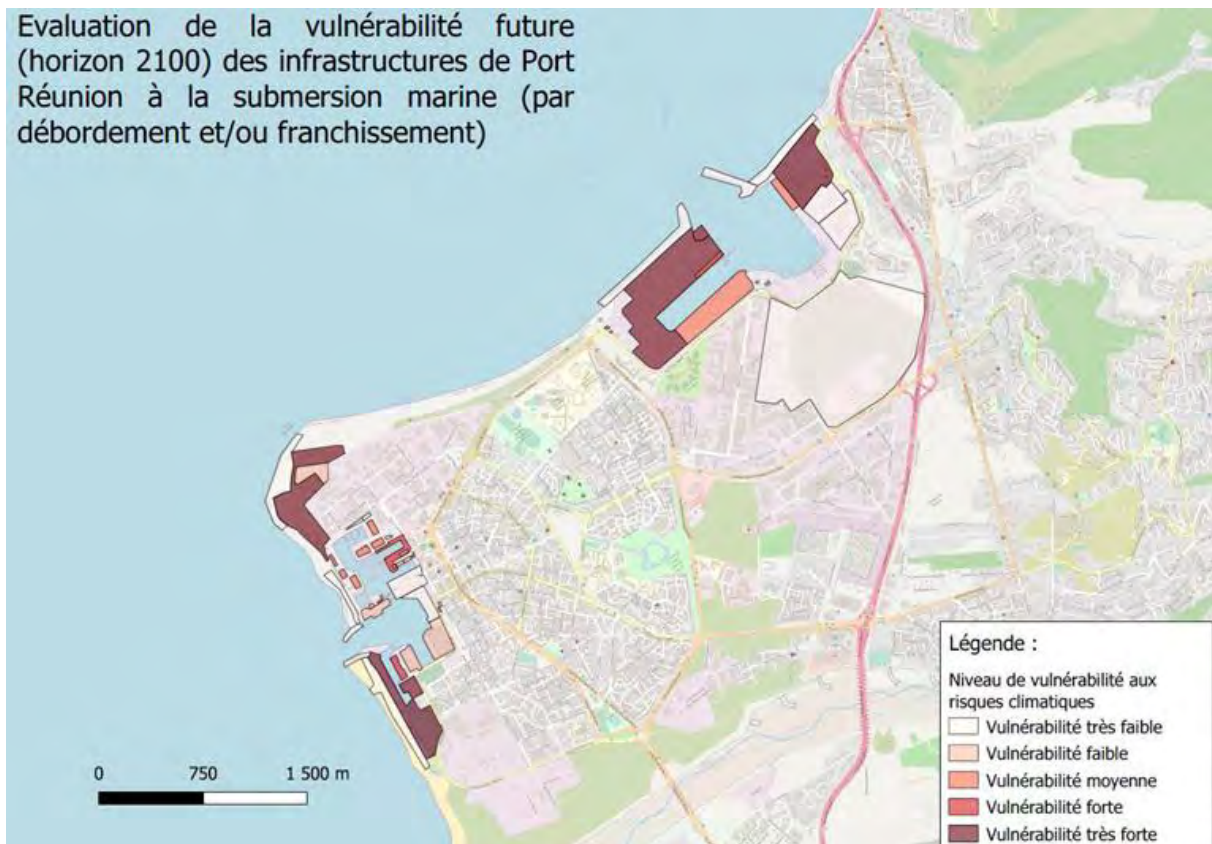 Evaluation de la vulnérabilité future
(horizon 2100) des infrastructures de Port
Réunion à la submersion marine (par
débordement et/ou franchissement)
0 750 1 500 m
Légende :
Niveau de vulnérabilité aux
risques climatiques
Vulnérabilité très faible
Vulnérabilité faible
Vulnérabilité moyenne
Vulnérabilité forte
Vulnérabilité très forte